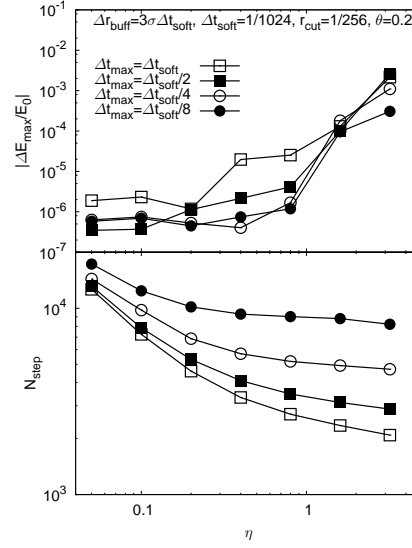 Δr_buff=3σΔt_soft, Δt_soft=1/1024, r_cut=1/256, θ=0.2
10^-1
10^-2
10^-3
10^-4
10^-5
10^-6
10^-7
|ΔE_max/E_0|
Δt_max=Δt_soft
Δt_max=Δt_soft/2
Δt_max=Δt_soft/4
Δt_max=Δt_soft/8
10^4
10^3
N_step
0.1
1
η